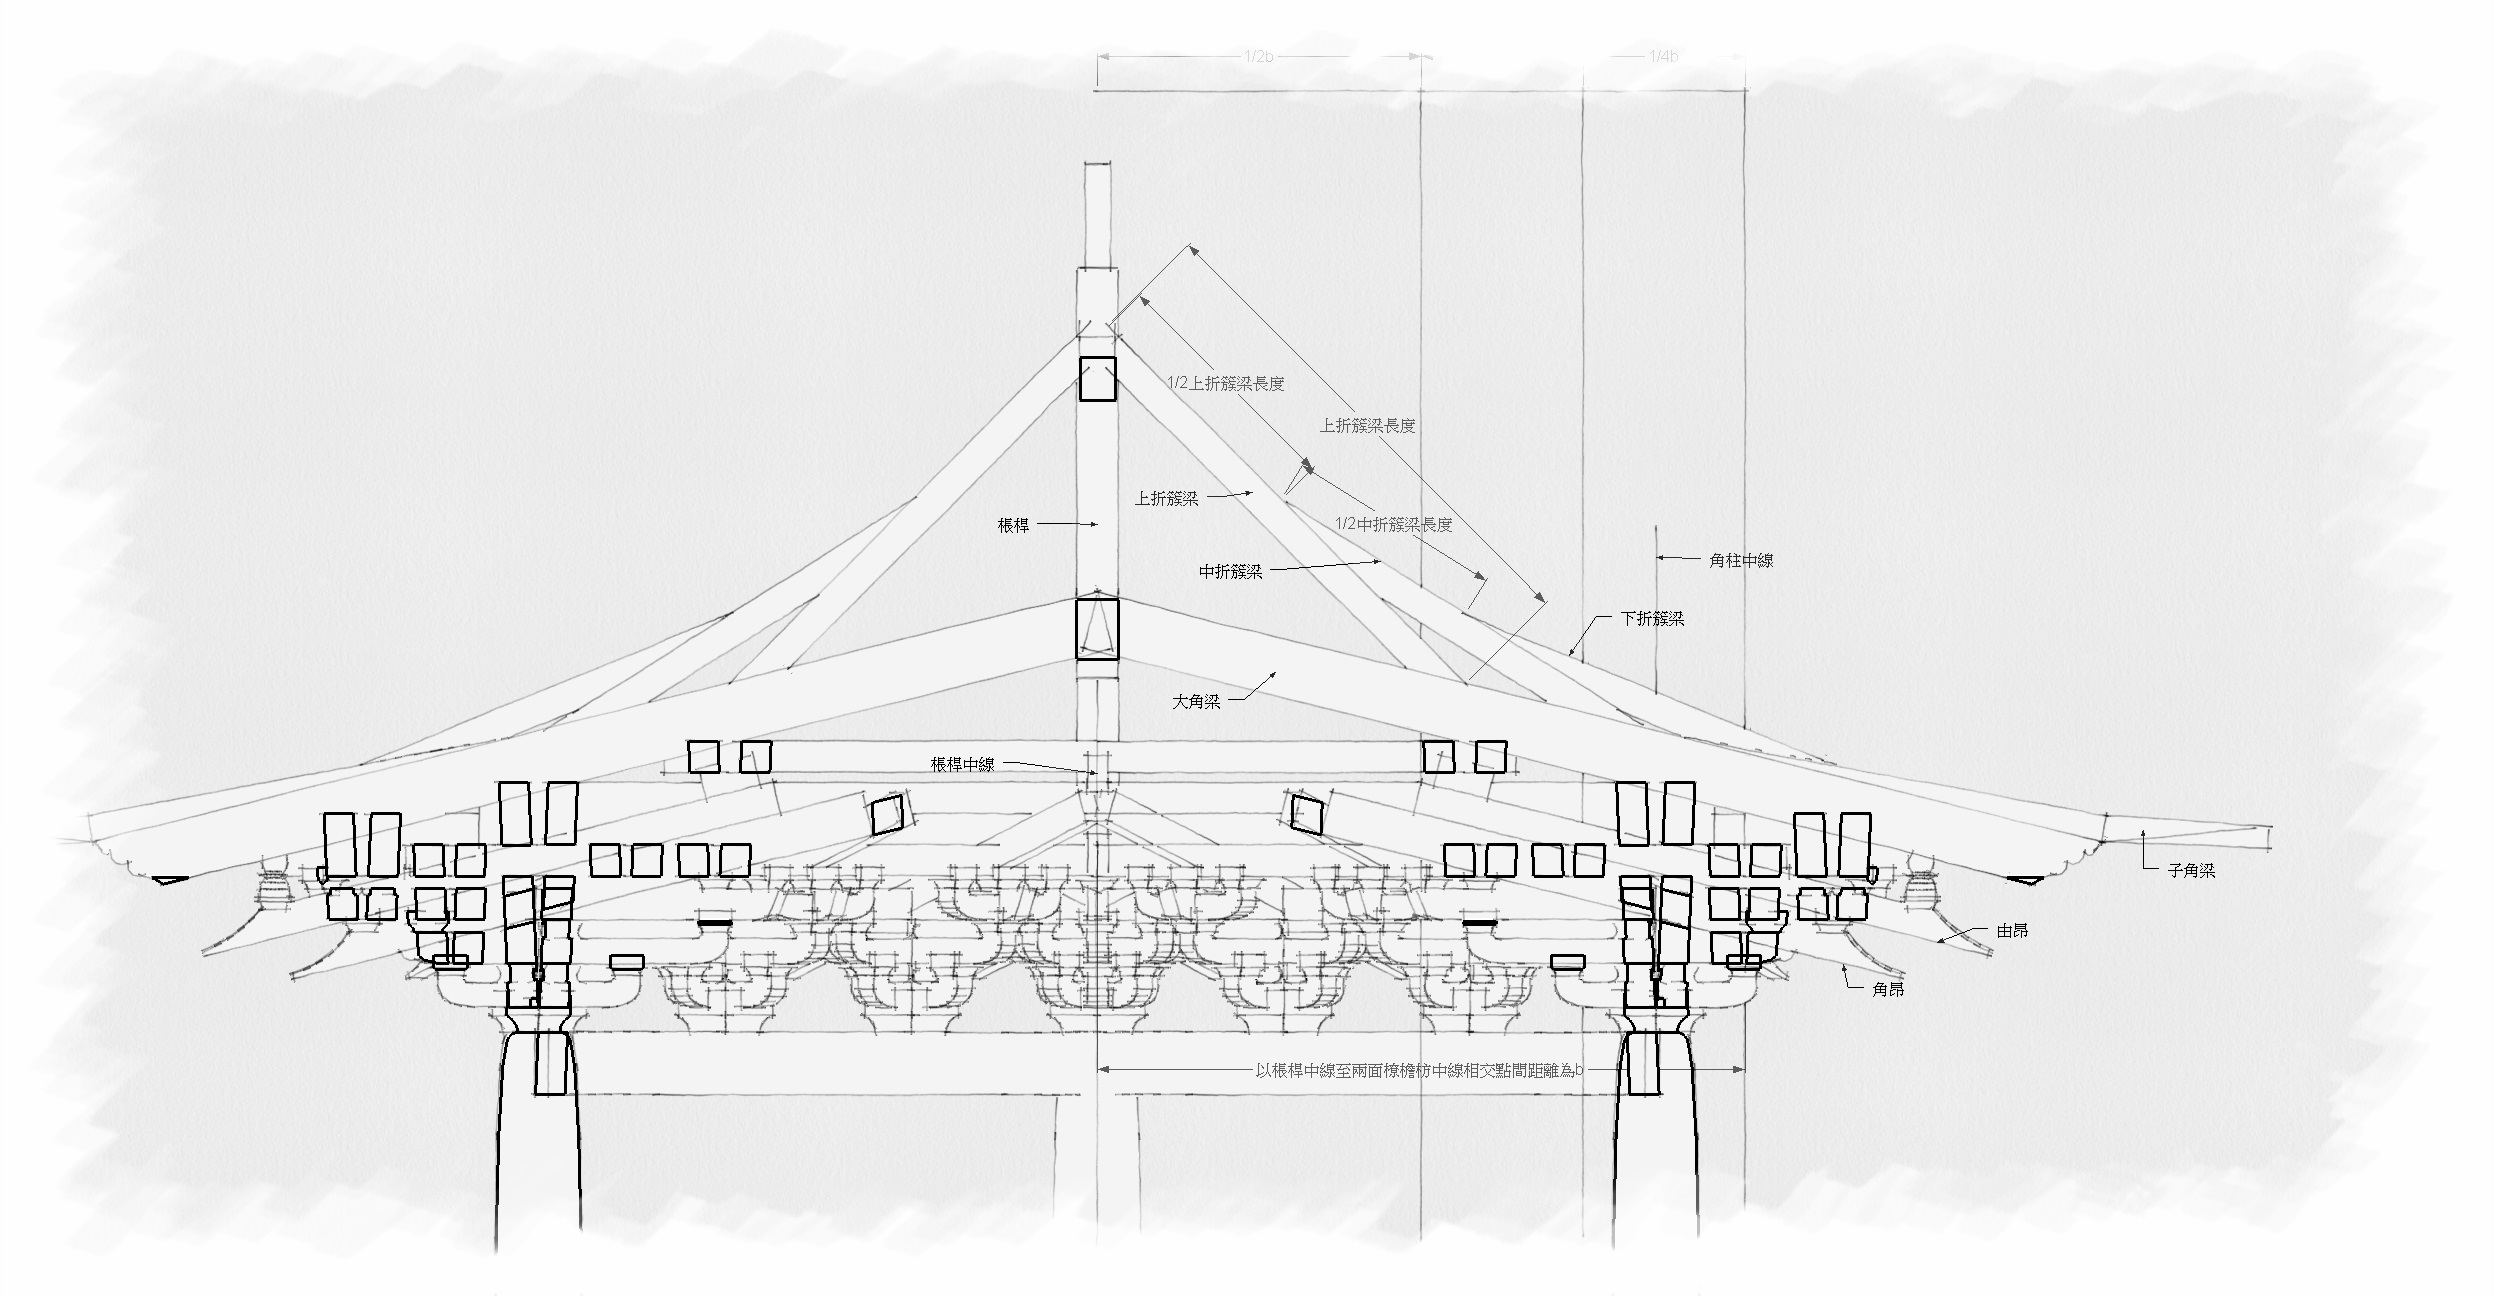 1/2b
1/4b
1/2上折簇梁長度
上折簇梁長度
上折簇梁
棖桿
1/2中折簇梁長度
中折簇梁
角柱中線
下折簇梁
大角梁
棖桿中線
子角梁
由昂
角昂
以棖桿中線至兩面橑檐枋中線相交點間距離為b